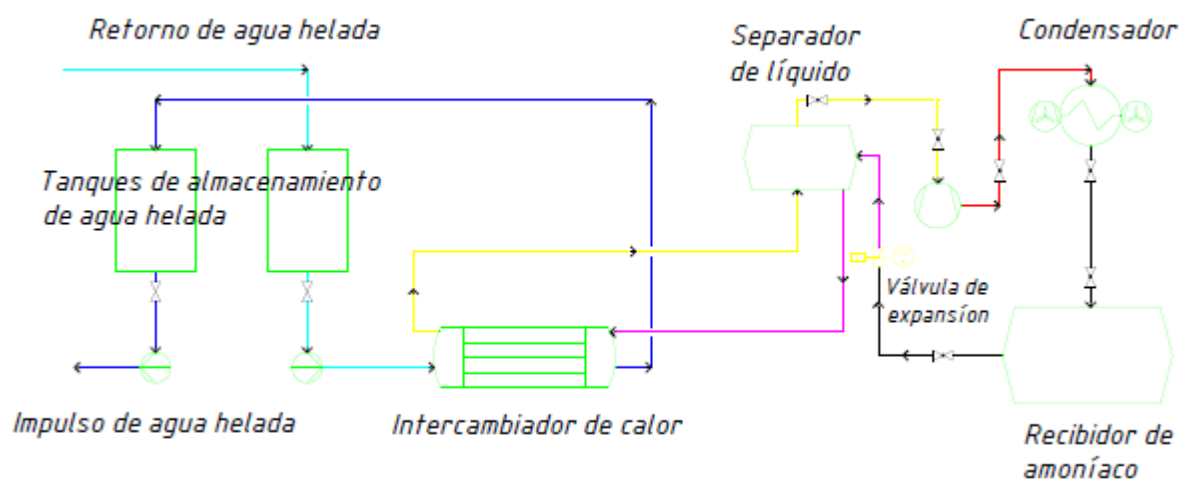 Retorno de agua helada
Separador
de líquido
Condensador
Tanques de almacenamiento
de agua helada
Válvula de
expansíon
Impulso de agua helada
Intercambiador de calor
Recibidor de
amoníaco